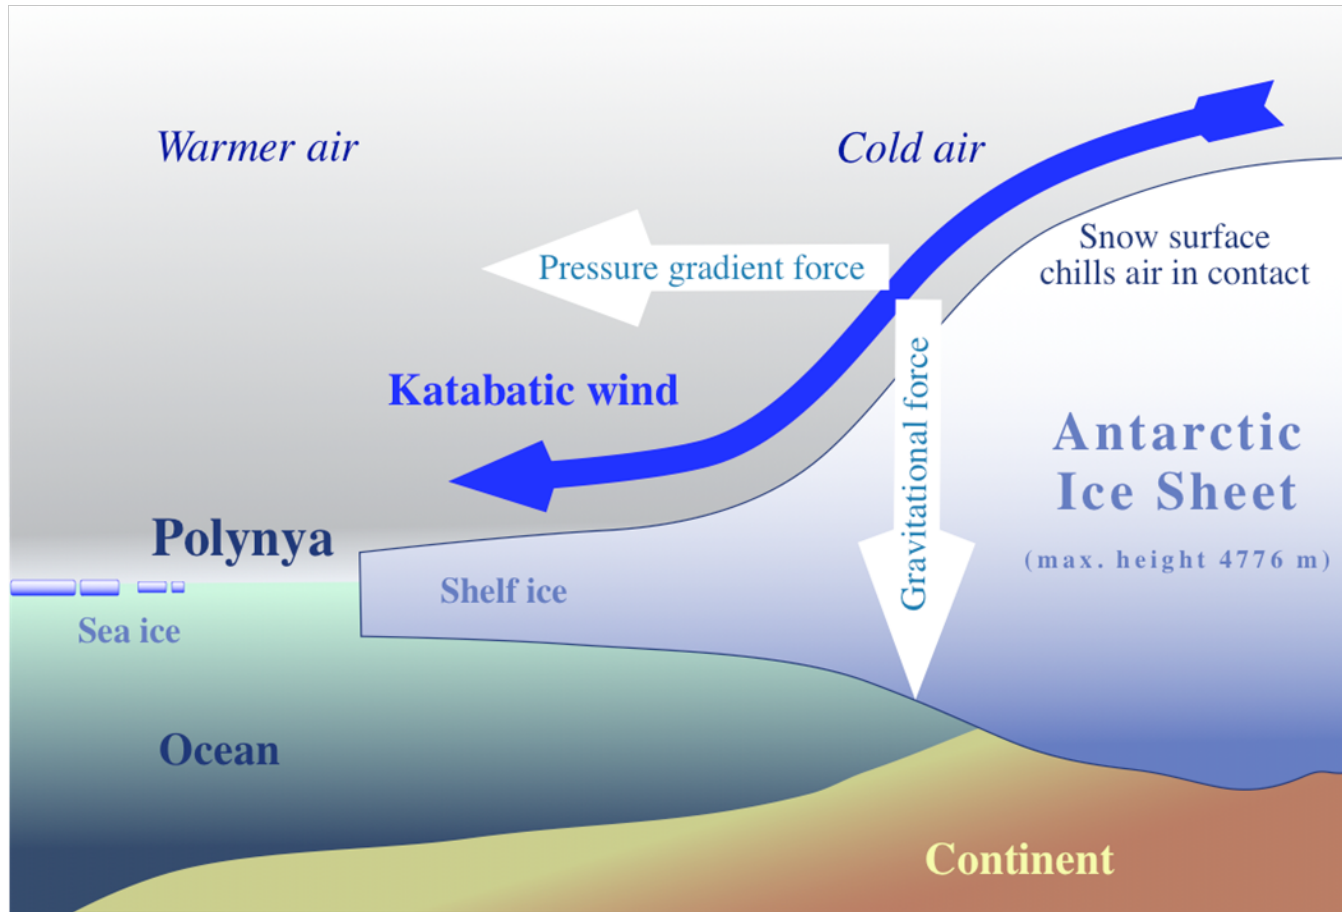 Warmer air
Cold air
Snow surface
chills air in contact
Pressure gradient force
Gravitational force
Katabatic wind
Antarctic
Ice Sheet
(max. height 4776 m)
Polynya
Shelf ice
Sea ice
Ocean
Continent